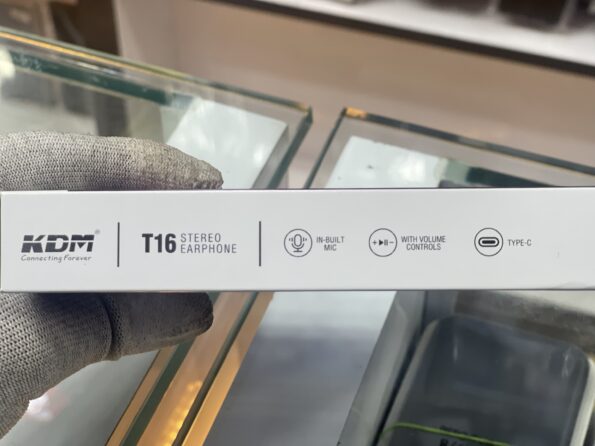 KDM®
Connecting Forever
T16 STEREO
EARPHONE
IN-BUILT
MIC
WITH VOLUME
CONTROLS
TYPE-C